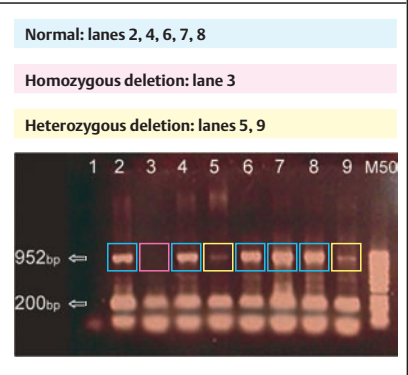 Normal: lanes 2, 4, 6, 7, 8
Homozygous deletion: lane 3
Heterozygous deletion: lanes 5, 9
1 2 3 4 5 6 7 8 9 M50
952bp ⇦
200bp ⇦